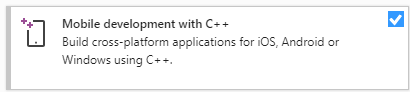 Mobile development with C++
Build cross-platform applications for iOS, Android or
Windows using C++.